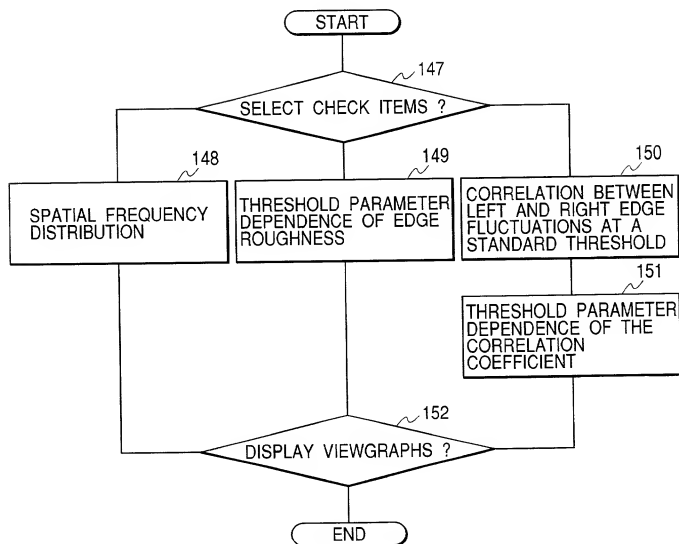 START
147
SELECT CHECK ITEMS ?
148
149
150
SPATIAL FREQUENCY
DISTRIBUTION
THRESHOLD PARAMETER
DEPENDENCE OF EDGE
ROUGHNESS
CORRELATION BETWEEN
LEFT AND RIGHT EDGE
FLUCTUATIONS AT A
STANDARD THRESHOLD
151
THRESHOLD PARAMETER
DEPENDENCE OF THE
CORRELATION
COEFFICIENT
152
DISPLAY VIEWGRAPHS ?
END